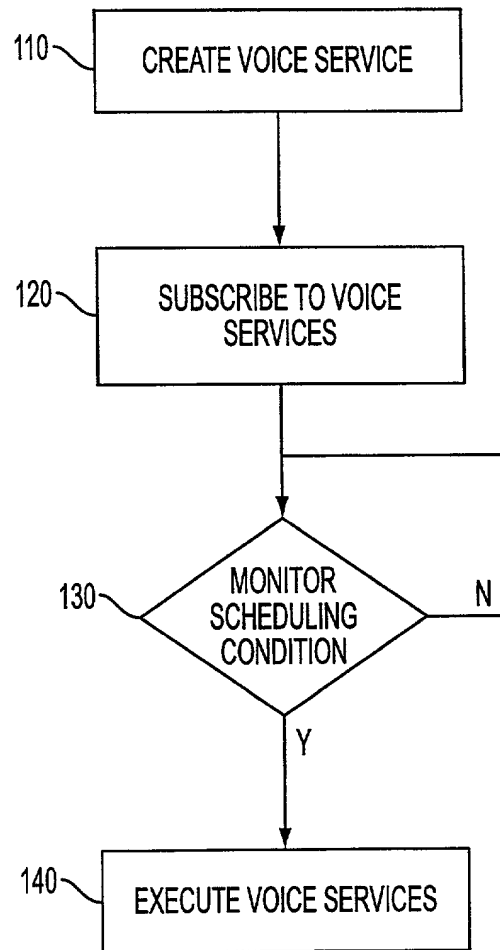 110
CREATE VOICE SERVICE
120
SUBSCRIBE TO VOICE
SERVICES
130
MONITOR
SCHEDULING
CONDITION
N
Y
140
EXECUTE VOICE SERVICES